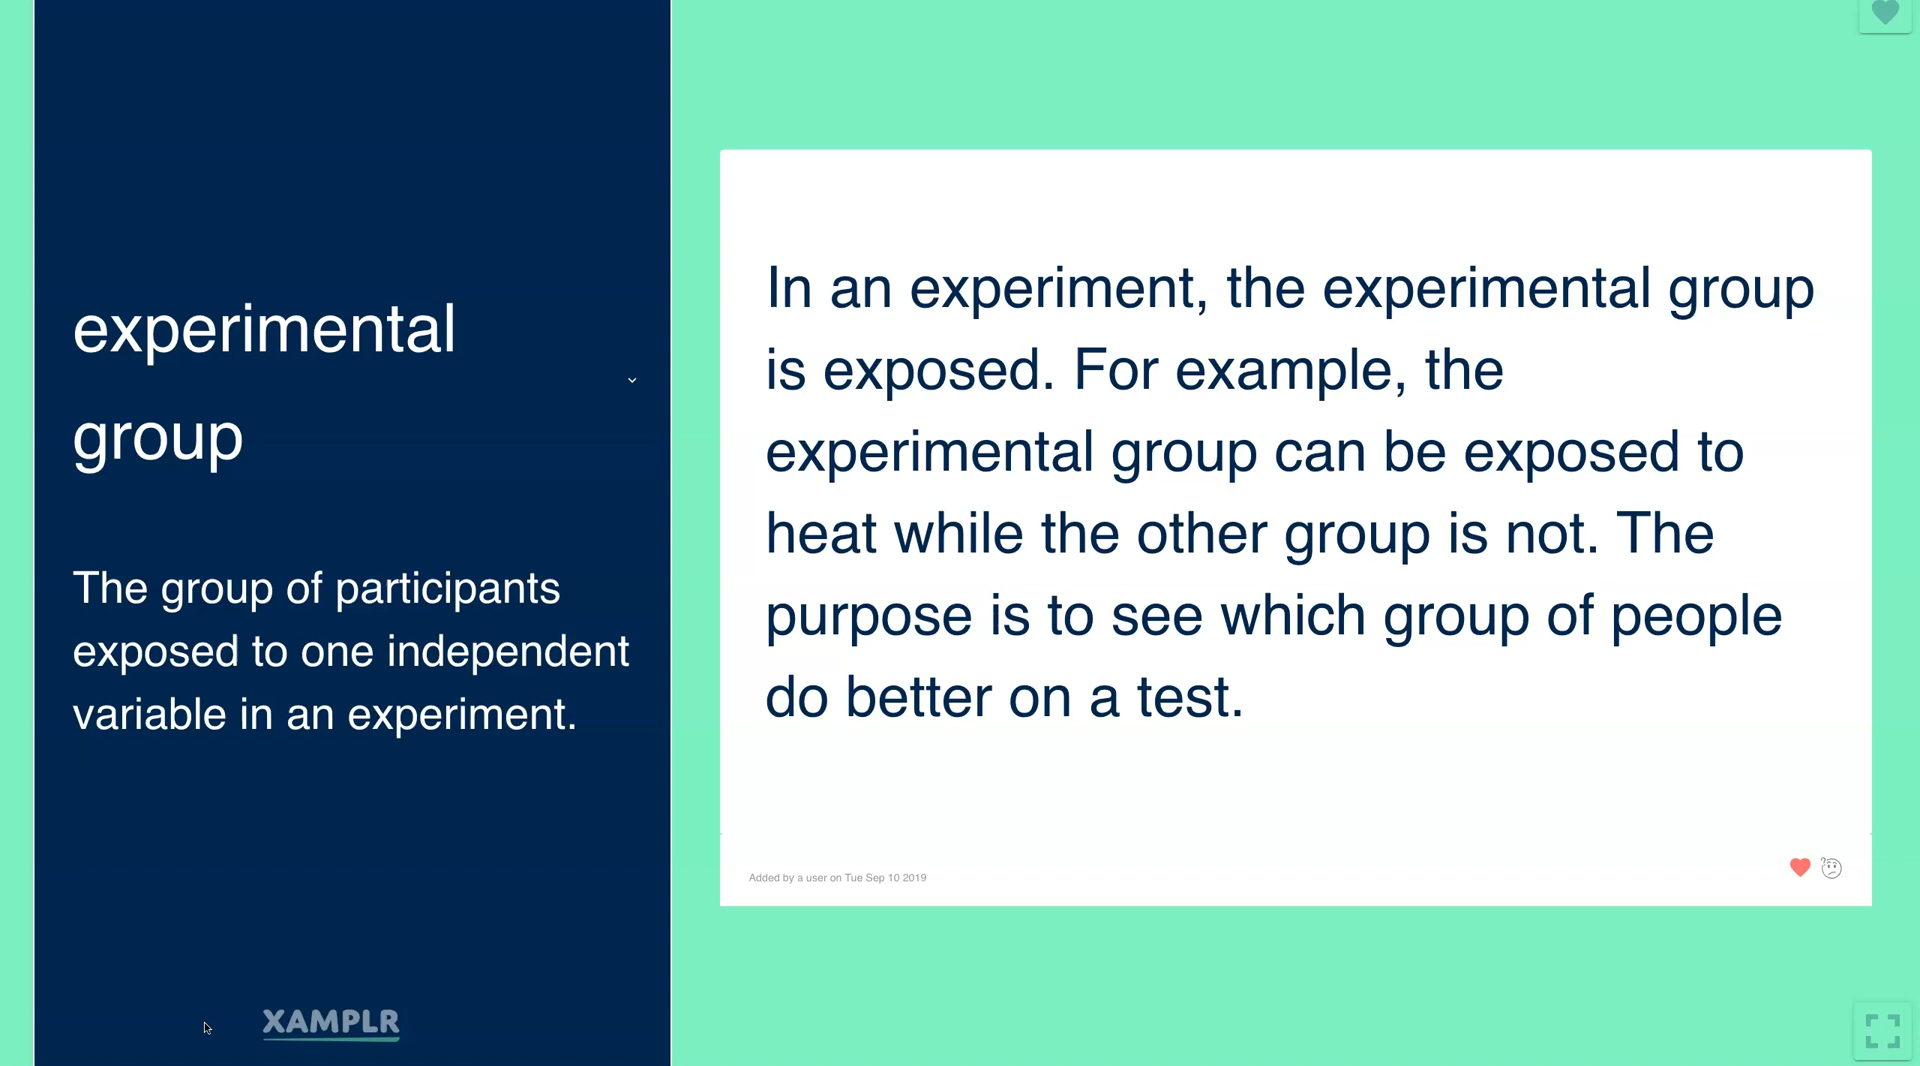 experimental
group
The group of participants
exposed to one independent
variable in an experiment.
XAMPLR
In an experiment, the experimental group
is exposed. For example, the
experimental group can be exposed to
heat while the other group is not. The
purpose is to see which group of people
do better on a test.
Added by a user on Tue Sep 10 2019